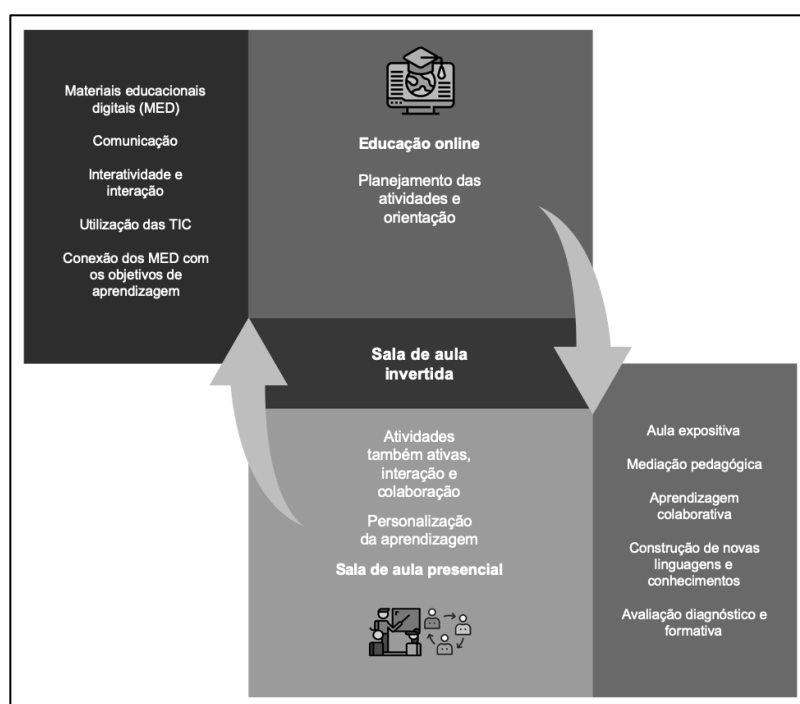 Materiais educacionais
digitais (MED)
Comunicação
Interatividade e
interação
Utilização das TIC
Conexão dos MED com
os objetivos de
aprendizagem
Educação online
Planejamento das
atividades e
orientação
Sala de aula
invertida
Atividades
também ativas,
interação e
colaboração
Personalização
da aprendizagem
Sala de aula presencial
Aula expositiva
Mediação pedagógica
Aprendizagem
colaborativa
Construção de novas
linguagens e
conhecimentos
Avaliação diagnóstico e
formativa